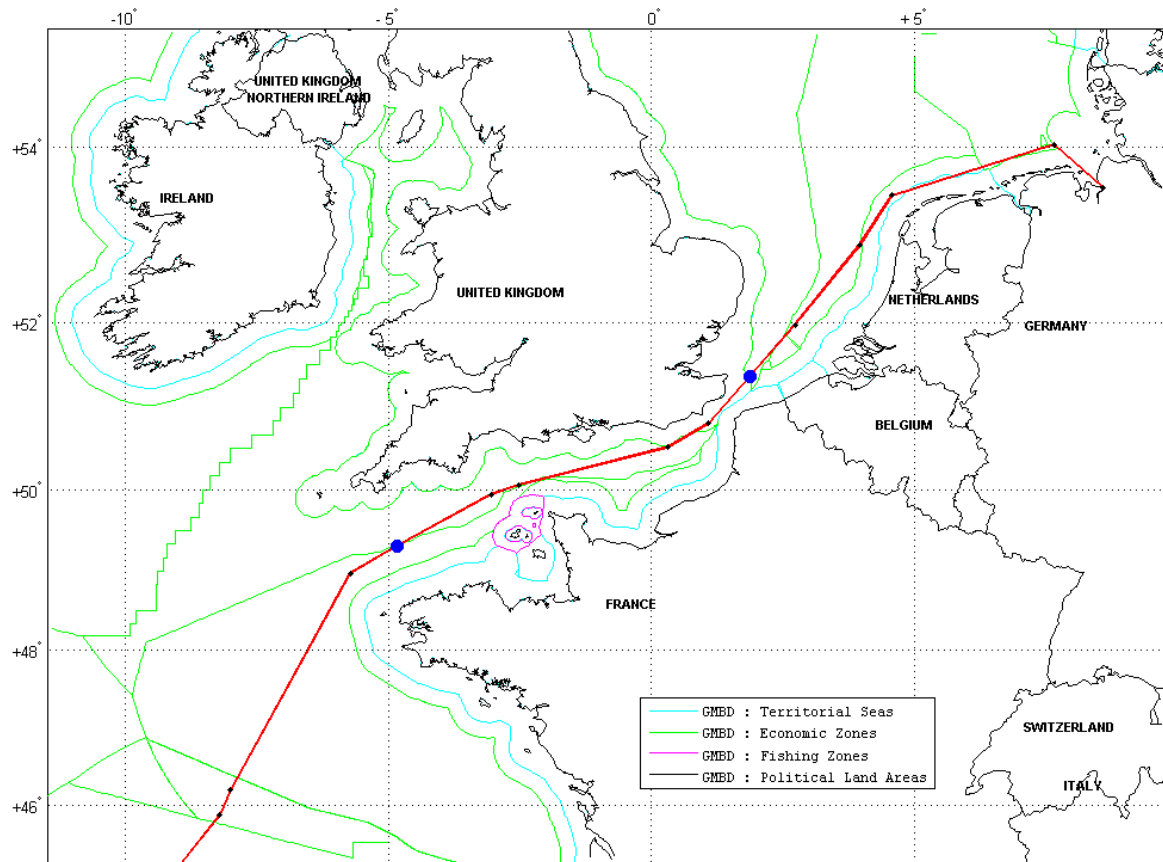 -10° -5° 0° +5°
UNITED KINGDOM
NORTHERN IRELAND
+54°
IRELAND
UNITED KINGDOM
NETHERLANDS
+52°
GERMANY
BELGIUM
+50°
FRANCE
+48°
GMBD : Territorial Seas
GMBD : Economic Zones
GMBD : Fishing Zones
GMBD : Political Land Areas
SWITZERLAND
ITALY
+46°